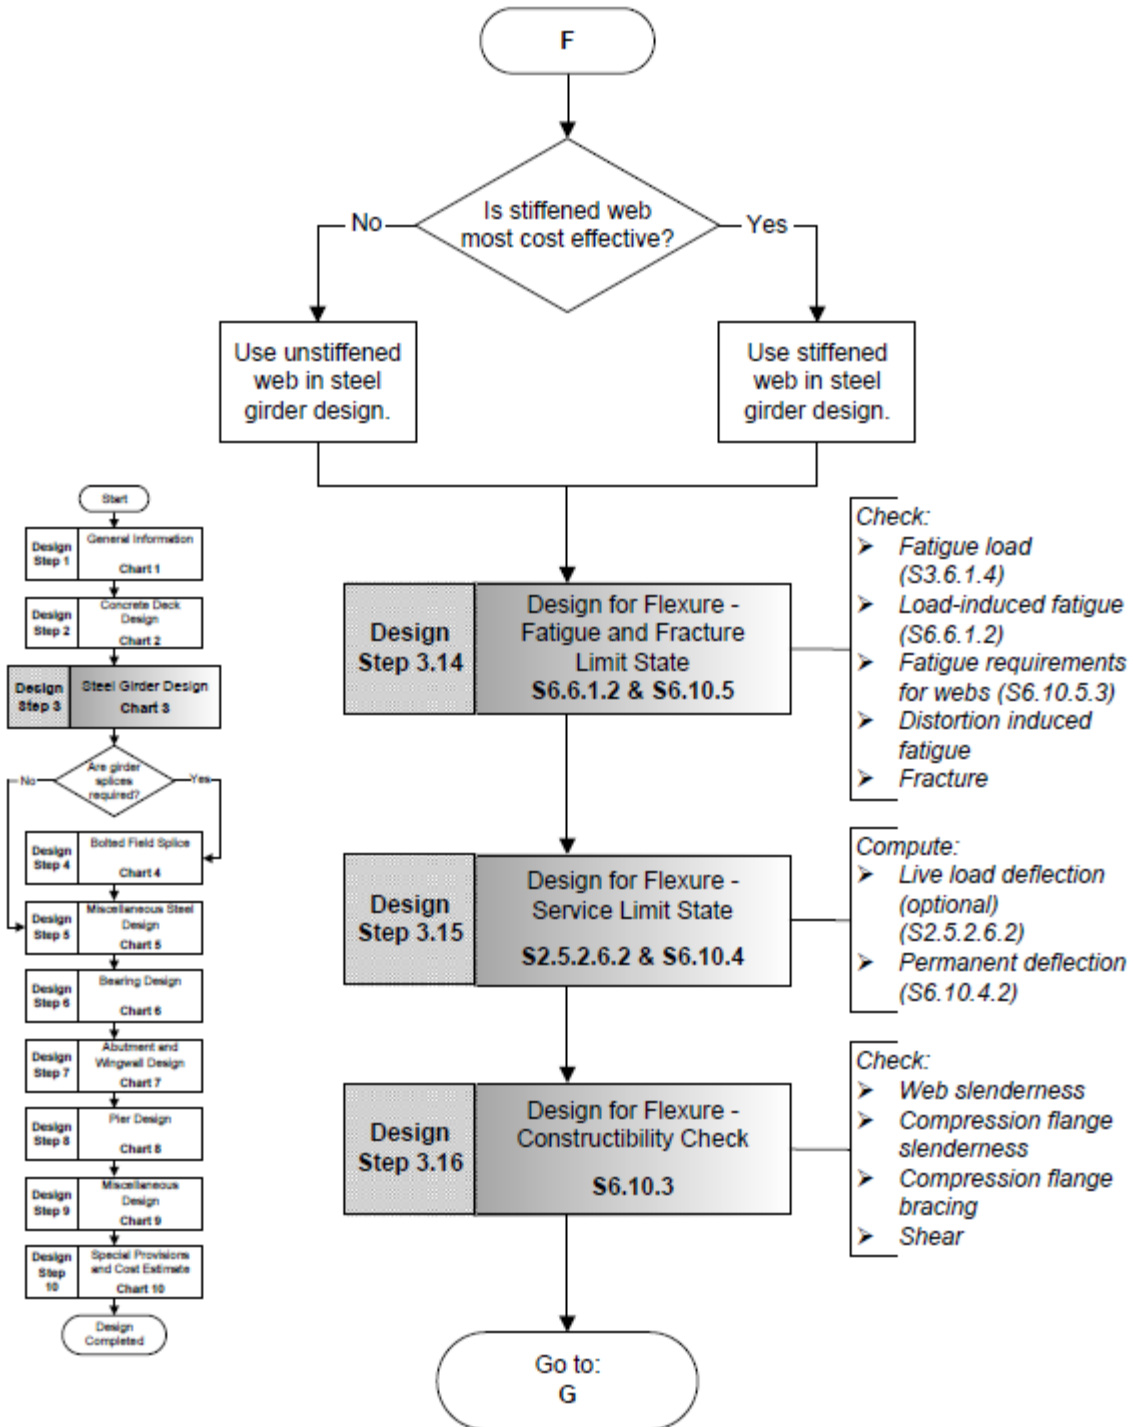 F
Is stiffened web
most cost effective?
No
Yes
Use unstiffened
web in steel
girder design.
Use stiffened
web in steel
girder design.
Design
Step 3.14
Design for Flexure -
Fatigue and Fracture
Limit State
S6.6.1.2 & S6.10.5
Check:
➢ Fatigue load
(S3.6.1.4)
➢ Load-induced fatigue
(S6.6.1.2)
➢ Fatigue requirements
for webs (S6.10.5.3)
➢ Distortion induced
fatigue
➢ Fracture
Design
Step 3.15
Design for Flexure -
Service Limit State
S2.5.2.6.2 & S6.10.4
Compute:
➢ Live load deflection
(optional)
(S2.5.2.6.2)
➢ Permanent deflection
(S6.10.4.2)
Design
Step 3.16
Design for Flexure -
Constructibility Check
S6.10.3
Check:
➢ Web slenderness
➢ Compression flange
slenderness
➢ Compression flange
bracing
➢ Shear
Go to:
G
Start
Design
Step 1
General Information
Chart 1
Design
Step 2
Concrete Deck
Design
Chart 2
Design
Step 3
Steel Girder Design
Chart 3
Are girder
splices
required?
No
Yes
Design
Step 4
Bolted Field Splice
Chart 4
Design
Step 5
Miscellaneous Steel
Design
Chart 5
Design
Step 6
Bearing Design
Chart 6
Design
Step 7
Abutment and
Wingwall Design
Chart 7
Design
Step 8
Pier Design
Chart 8
Design
Step 9
Miscellaneous
Design
Chart 9
Design
Step
10
Special Provisions
and Cost Estimate
Chart 10
Design
Completed